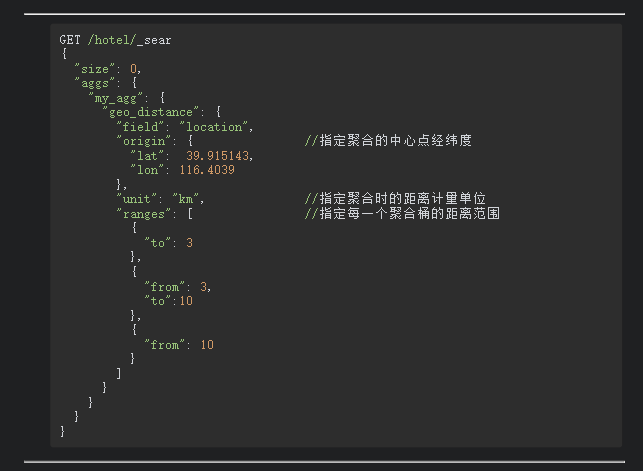 GET /hotel/_sear
{
  "size": 0,
  "aggs": {
    "my_agg": {
      "geo_distance": {
        "field": "location",
        "origin": {                //指定聚合的中心点经纬度
          "lat":  39.915143,
          "lon": 116.4039
        },
        "unit": "km",              //指定聚合时的距离计量单位
        "ranges": [                //指定每一个聚合桶的距离范围
          {
            "to": 3
          },
          {
            "from": 3,
            "to":10
          },
          {
            "from": 10
          }
        ]
      }
    }
  }
}